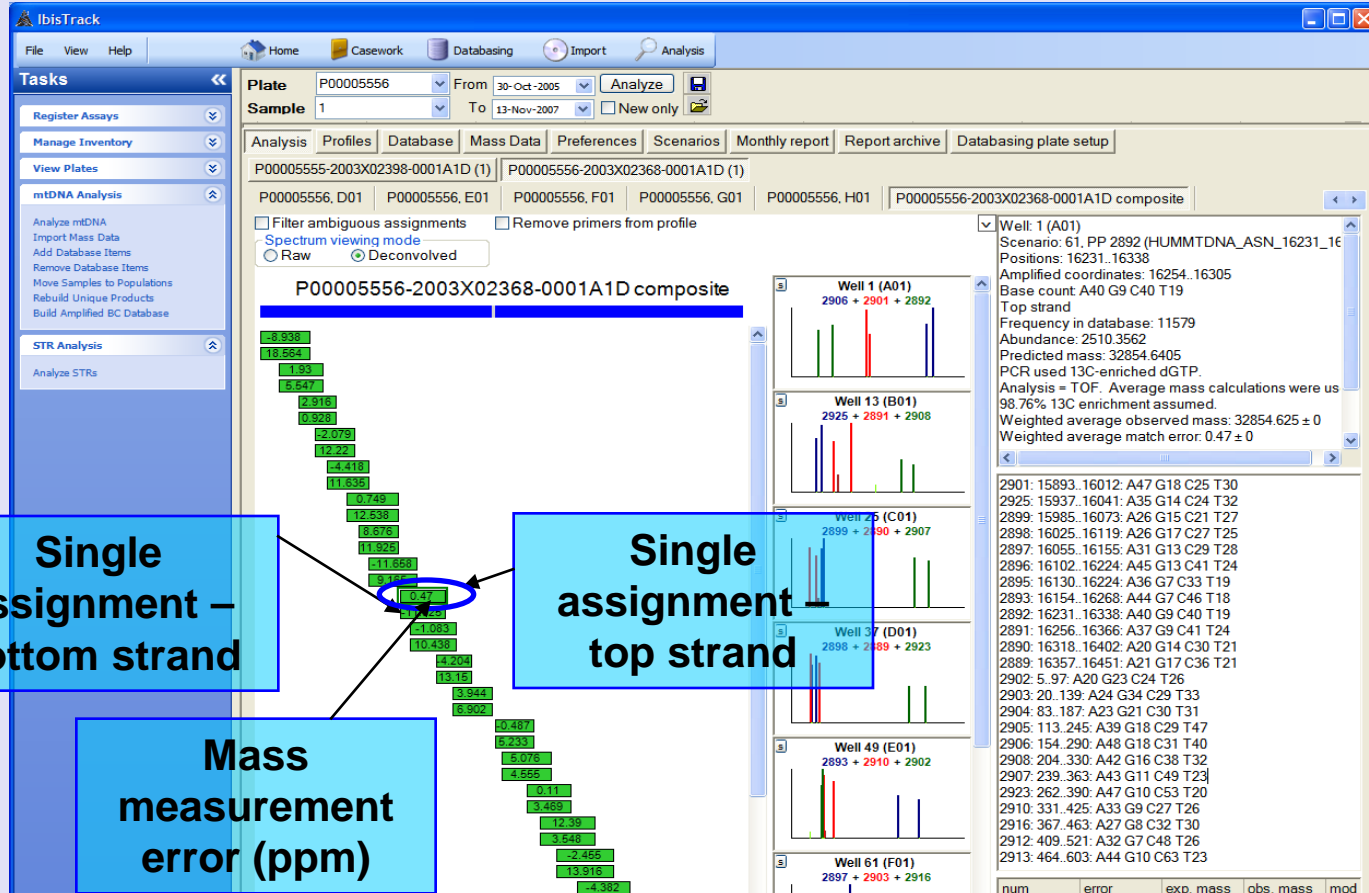 IbisTrack
File View Help Home Casework Databasing Import Analysis
Tasks
Register Assays
Manage Inventory
View Plates
mtDNA Analysis
Analyze mtDNA
Import Mass Data
Add Database Items
Remove Database Items
Move Samples to Populations
Rebuild Unique Products
Build Amplified BC Database
STR Analysis
Analyze STRs
Plate P00005556 From 30-Oct-2005 Analyze
Sample 1 To 13-Nov-2007 New only
Analysis Profiles Database Mass Data Preferences Scenarios Monthly report Report archive Databasing plate setup
P00005555-2003X02398-0001A1D (1) P00005556-2003X02368-0001A1D (1)
P00005556, D01 P00005556, E01 P00005556, F01 P00005556, G01 P00005556, H01 P00005556-2003X02368-0001A1D composite
Filter ambiguous assignments Remove primers from profile
Spectrum viewing mode
Raw Deconvolved
P00005556-2003X02368-0001A1D composite
-8.938
18.564
1.93
5.547
2.916
0.928
-2.079
12.22
-4.418
11.635
0.749
12.538
8.676
11.925
-11.658
0.47
-1.083
10.438
-4.204
13.15
3.944
6.902
-0.487
5.233
5.076
4.555
0.11
3.469
12.39
3.548
-2.455
13.916
-4.382
Single
ssignment –
ottom strand
Mass
measurement
error (ppm)
Single
assignment
top strand
Well 1 (A01)
2906 + 2901 + 2892
Well 13 (B01)
2925 + 2891 + 2908
Well 25 (C01)
2899 + 2890 + 2907
Well 37 (D01)
2898 + 2889 + 2923
Well 49 (E01)
2893 + 2910 + 2902
Well 61 (F01)
2897 + 2903 + 2916
Well: 1 (A01)
Scenario: 61, PP 2892 (HUMMTDNA_ASN_16231_16
Positions: 16231..16338
Amplified coordinates: 16254..16305
Base count: A40 G9 C40 T19
Top strand
Frequency in database: 11579
Abundance: 2510.3562
Predicted mass: 32854.6405
PCR used 13C-enriched dGTP.
Analysis = TOF. Average mass calculations were us
98.76% 13C enrichment assumed.
Weighted average observed mass: 32854.625 ± 0
Weighted average match error: 0.47 ± 0
2901: 15893..16012: A47 G18 C25 T30
2925: 15937..16041: A35 G14 C24 T32
2899: 15985..16073: A26 G15 C21 T27
2898: 16025..16119: A26 G17 C27 T25
2897: 16055..16155: A31 G13 C29 T28
2896: 16102..16224: A45 G13 C41 T24
2895: 16130..16224: A36 G7 C33 T19
2893: 16154..16268: A44 G7 C46 T18
2892: 16231..16338: A40 G9 C40 T19
2891: 16256..16366: A37 G9 C41 T24
2890: 16318..16402: A20 G14 C30 T21
2889: 16357..16451: A21 G17 C36 T21
2902: 5..97: A20 G23 C24 T26
2903: 20..139: A24 G34 C29 T33
2904: 83..187: A23 G21 C30 T31
2905: 113..245: A39 G18 C29 T47
2906: 154..290: A48 G18 C31 T40
2908: 204..330: A42 G16 C38 T32
2907: 239..363: A43 G11 C49 T23
2923: 262..390: A47 G10 C53 T20
2910: 331..425: A33 G9 C27 T26
2916: 367..463: A27 G8 C32 T30
2912: 409..521: A32 G7 C48 T26
2913: 464..603: A44 G10 C63 T23
num error exp. mass obs. mass mod